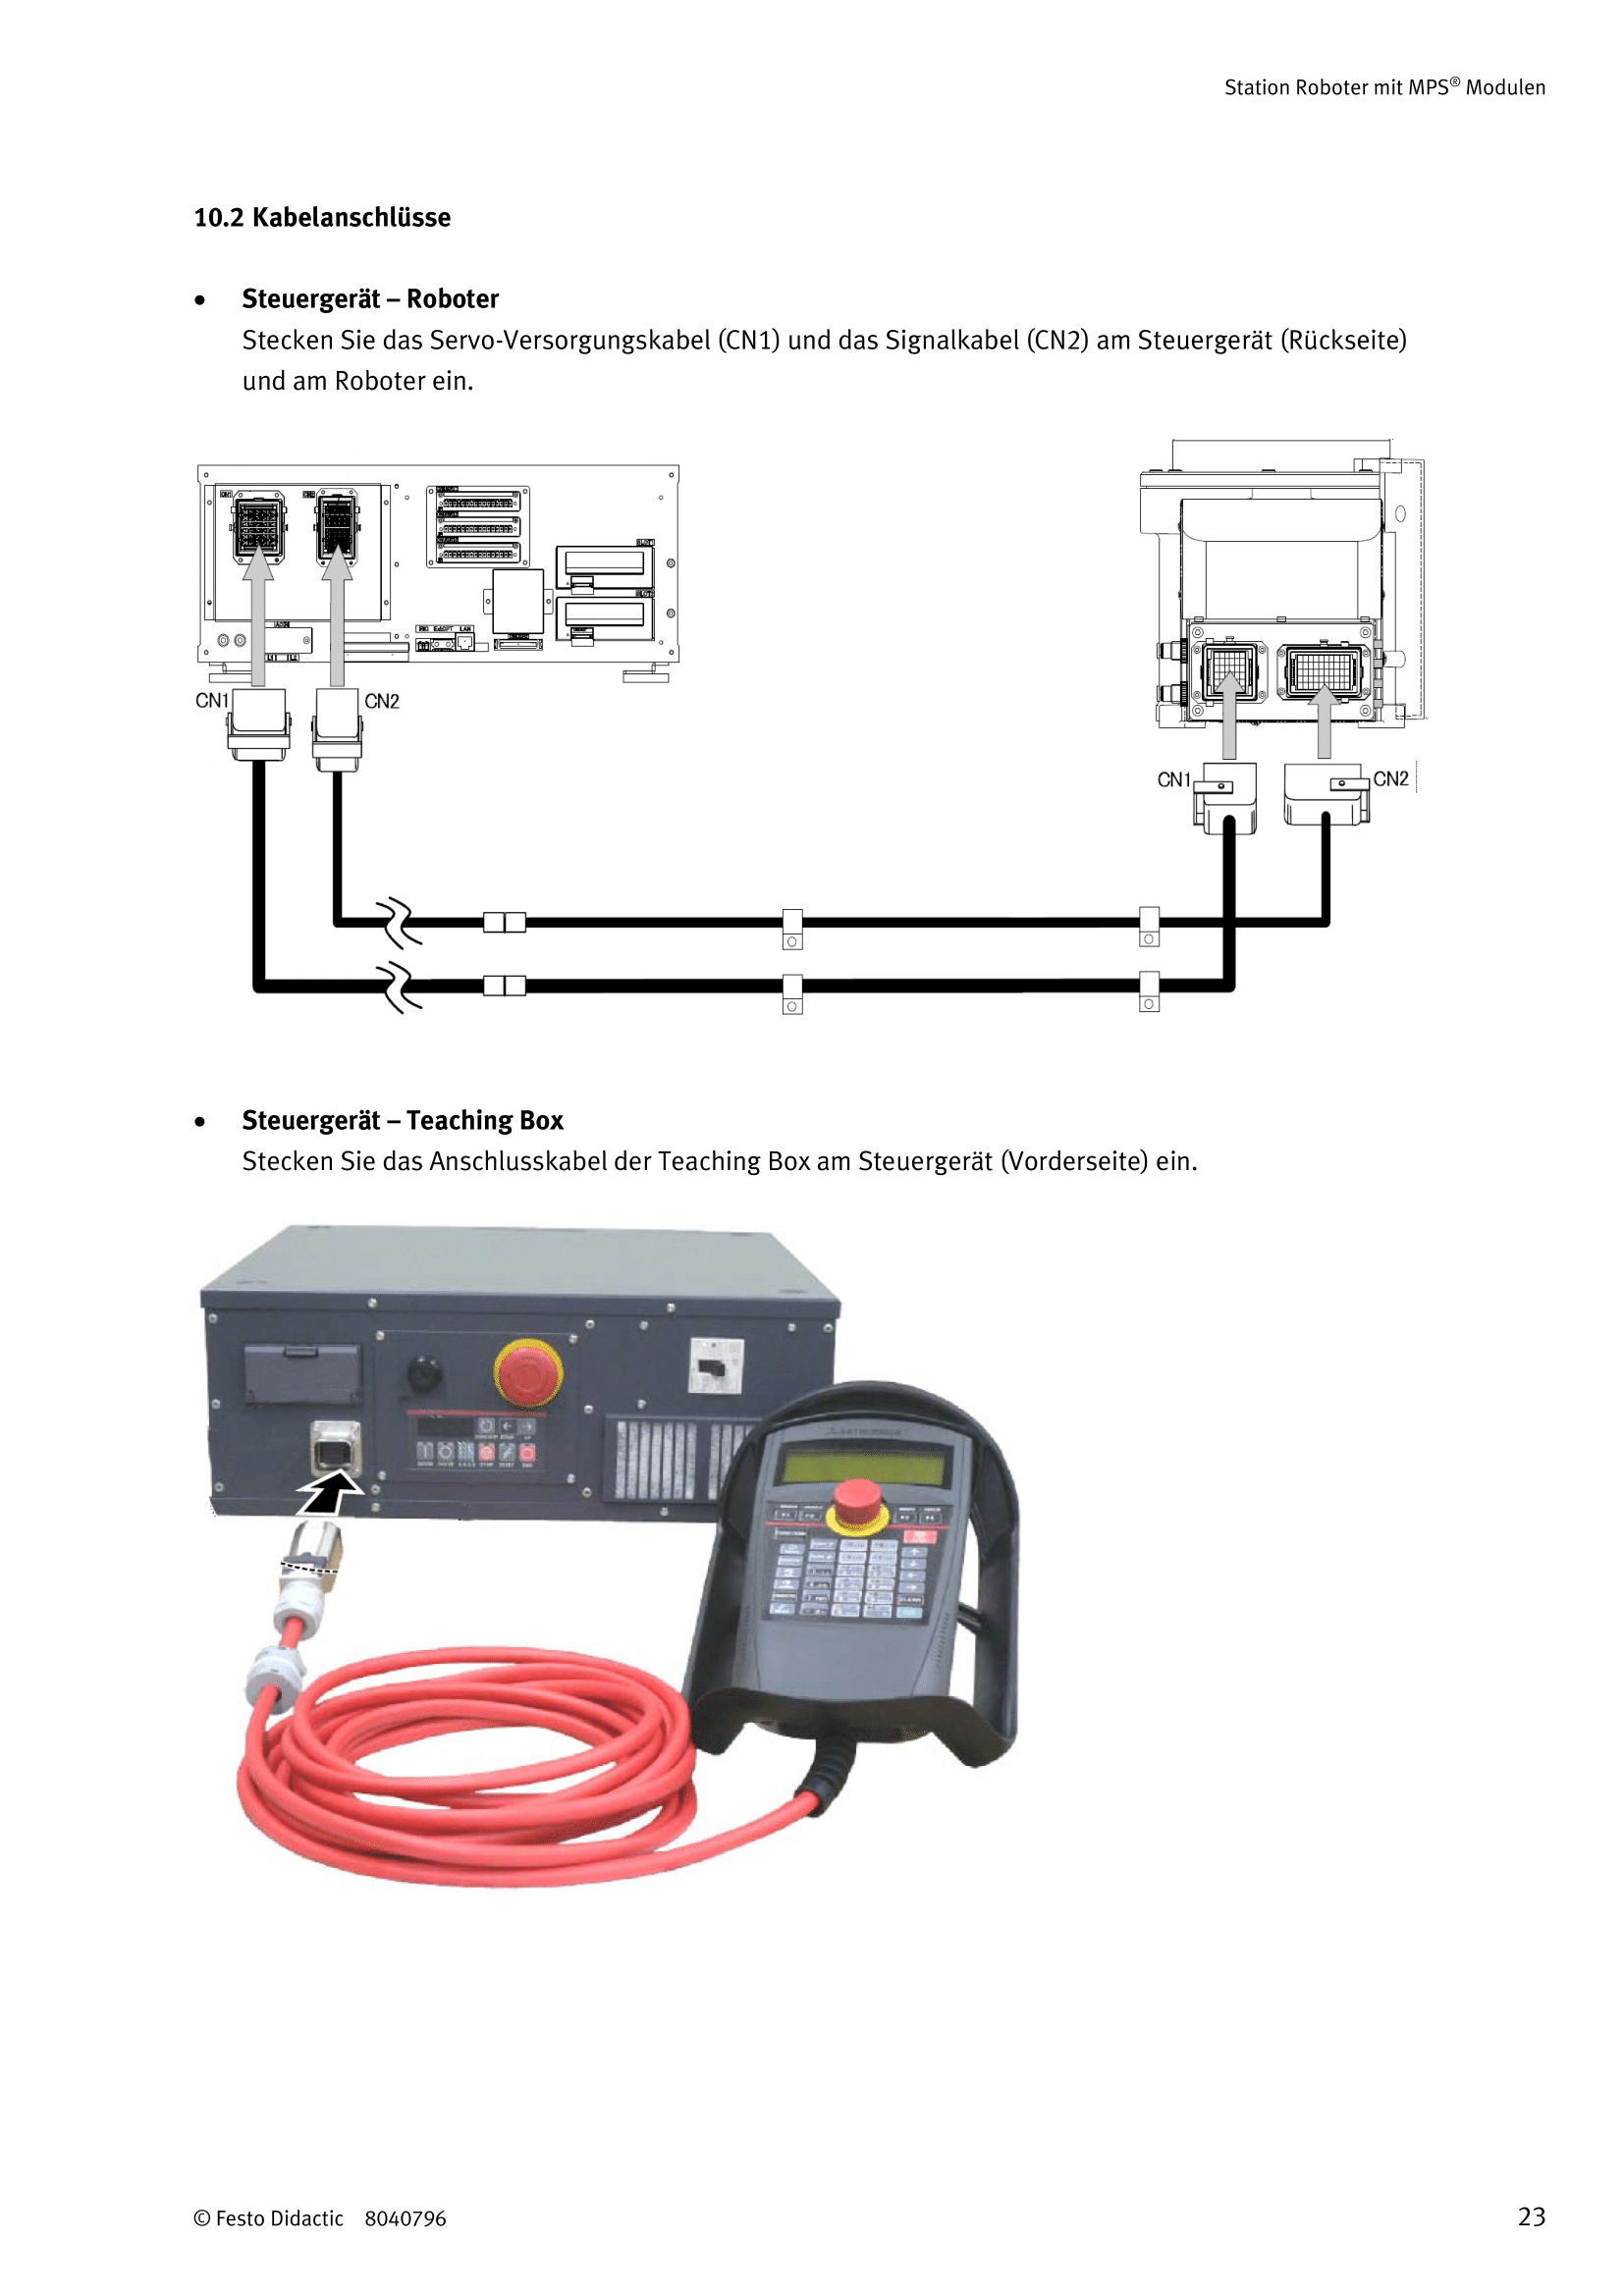 Station Roboter mit MPS® Modulen
10.2 Kabelanschlüsse
• Steuergerät – Roboter
Stecken Sie das Servo-Versorgungskabel (CN1) und das Signalkabel (CN2) am Steuergerät (Rückseite)
und am Roboter ein.
CN1
CN2
CN1
CN2
• Steuergerät – Teaching Box
Stecken Sie das Anschlusskabel der Teaching Box am Steuergerät (Vorderseite) ein.
© Festo Didactic 8040796
23